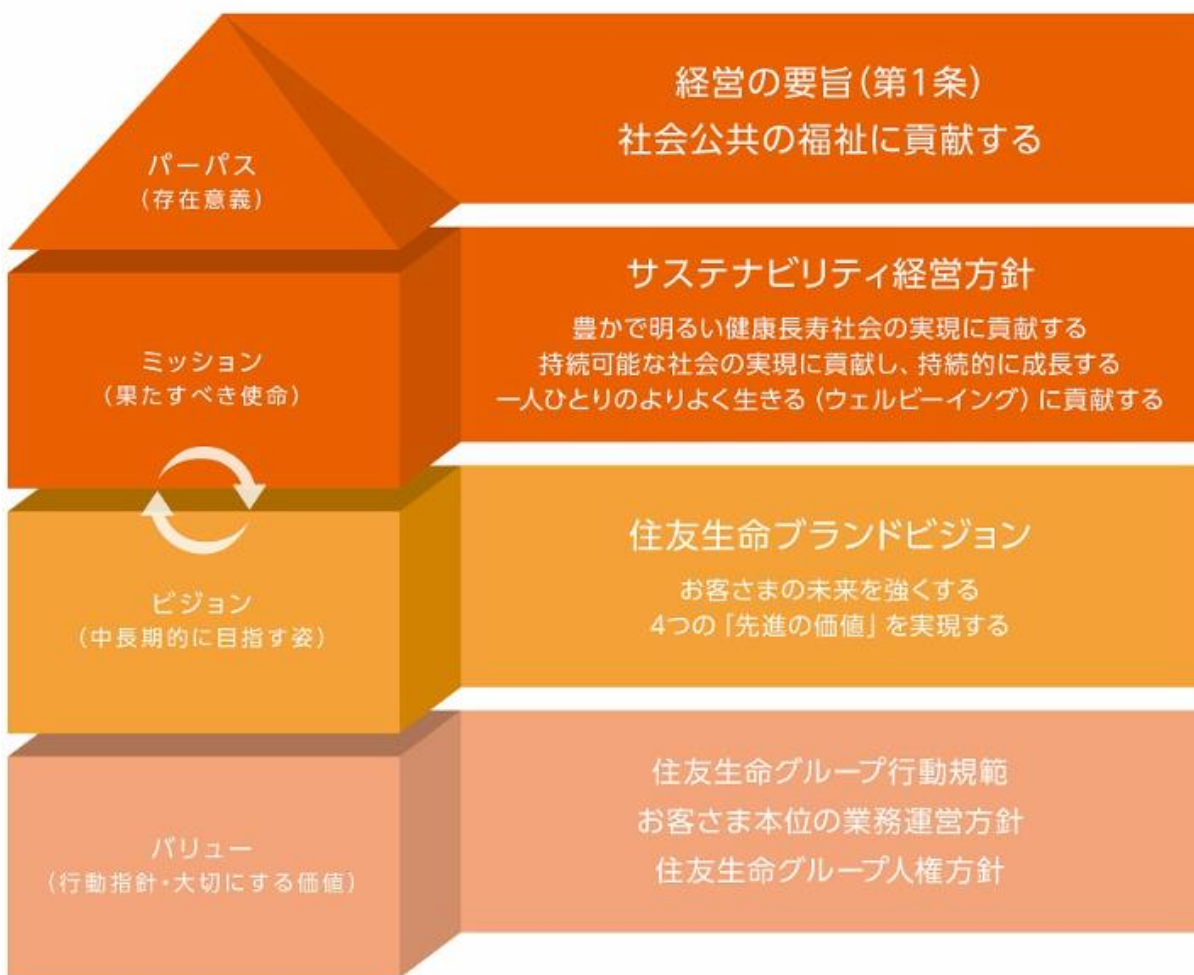 経営の要旨(第1条)
社会公共の福祉に貢献する
パーパス
(存在意義)
サステナビリティ経営方針
豊かで明るい健康長寿社会の実現に貢献する
持続可能な社会の実現に貢献し、持続的に成長する
一人ひとりのよりよく生きる(ウェルビーイング)に貢献する
ミッション
(果たすべき使命)
住友生命ブランドビジョン
お客さまの未来を強くする
4つの「先進の価値」を実現する
ビジョン
(中長期的に目指す姿)
住友生命グループ行動規範
お客さま本位の業務運営方針
住友生命グループ人権方針
バリュー
(行動指針・大切にする価値)